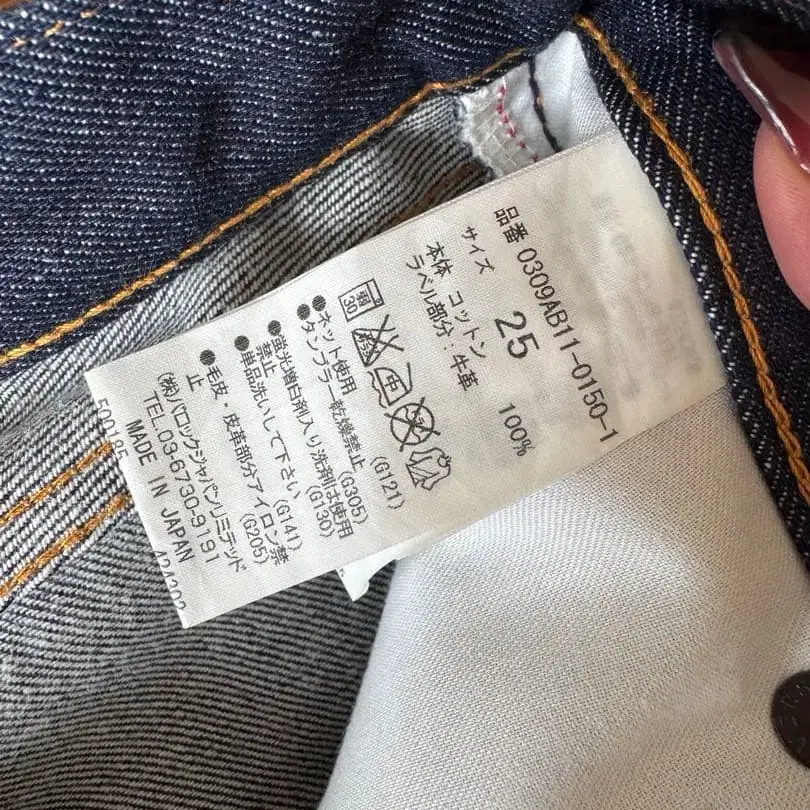 品番 0309AB11-0150-1
サイズ 25
本体 コットン 100%
ラベル部分:牛革
弱
30
●ネット使用 (G121)
●タンブラー乾燥禁止 (G305)
●蛍光増白剤入り洗剤は使用禁止 (G150)
●単品洗いして下さい (G141)
●毛皮・皮革部分アイロン禁止 (G205)
(株)バロックジャパンリミテッド
TEL.03-6730-9191
MADE IN JAPAN